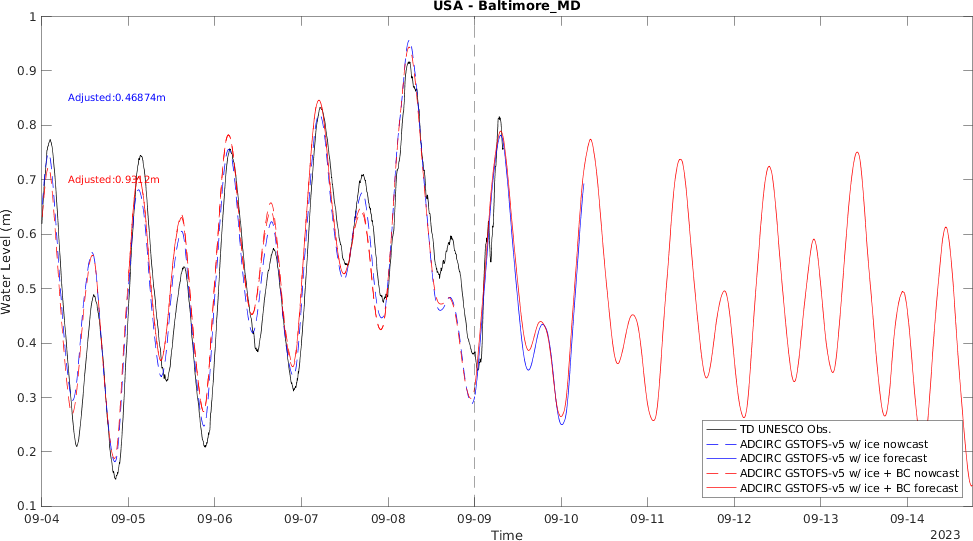 USA - Baltimore_MD
1
0.9
0.8
0.7
0.6
0.5
0.4
0.3
0.2
0.1
Water Level (m)
Adjusted:0.46874m
TD UNESCO Obs.
ADCIRC GSTOFS-v5 w/ ice nowcast
ADCIRC GSTOFS-v5 w/ ice forecast
ADCIRC GSTOFS-v5 w/ ice + BC nowcast
ADCIRC GSTOFS-v5 w/ ice + BC forecast
09-04 09-05 09-06 09-07 09-08 09-09 09-10 09-11 09-12 09-13 09-14
Time
2023